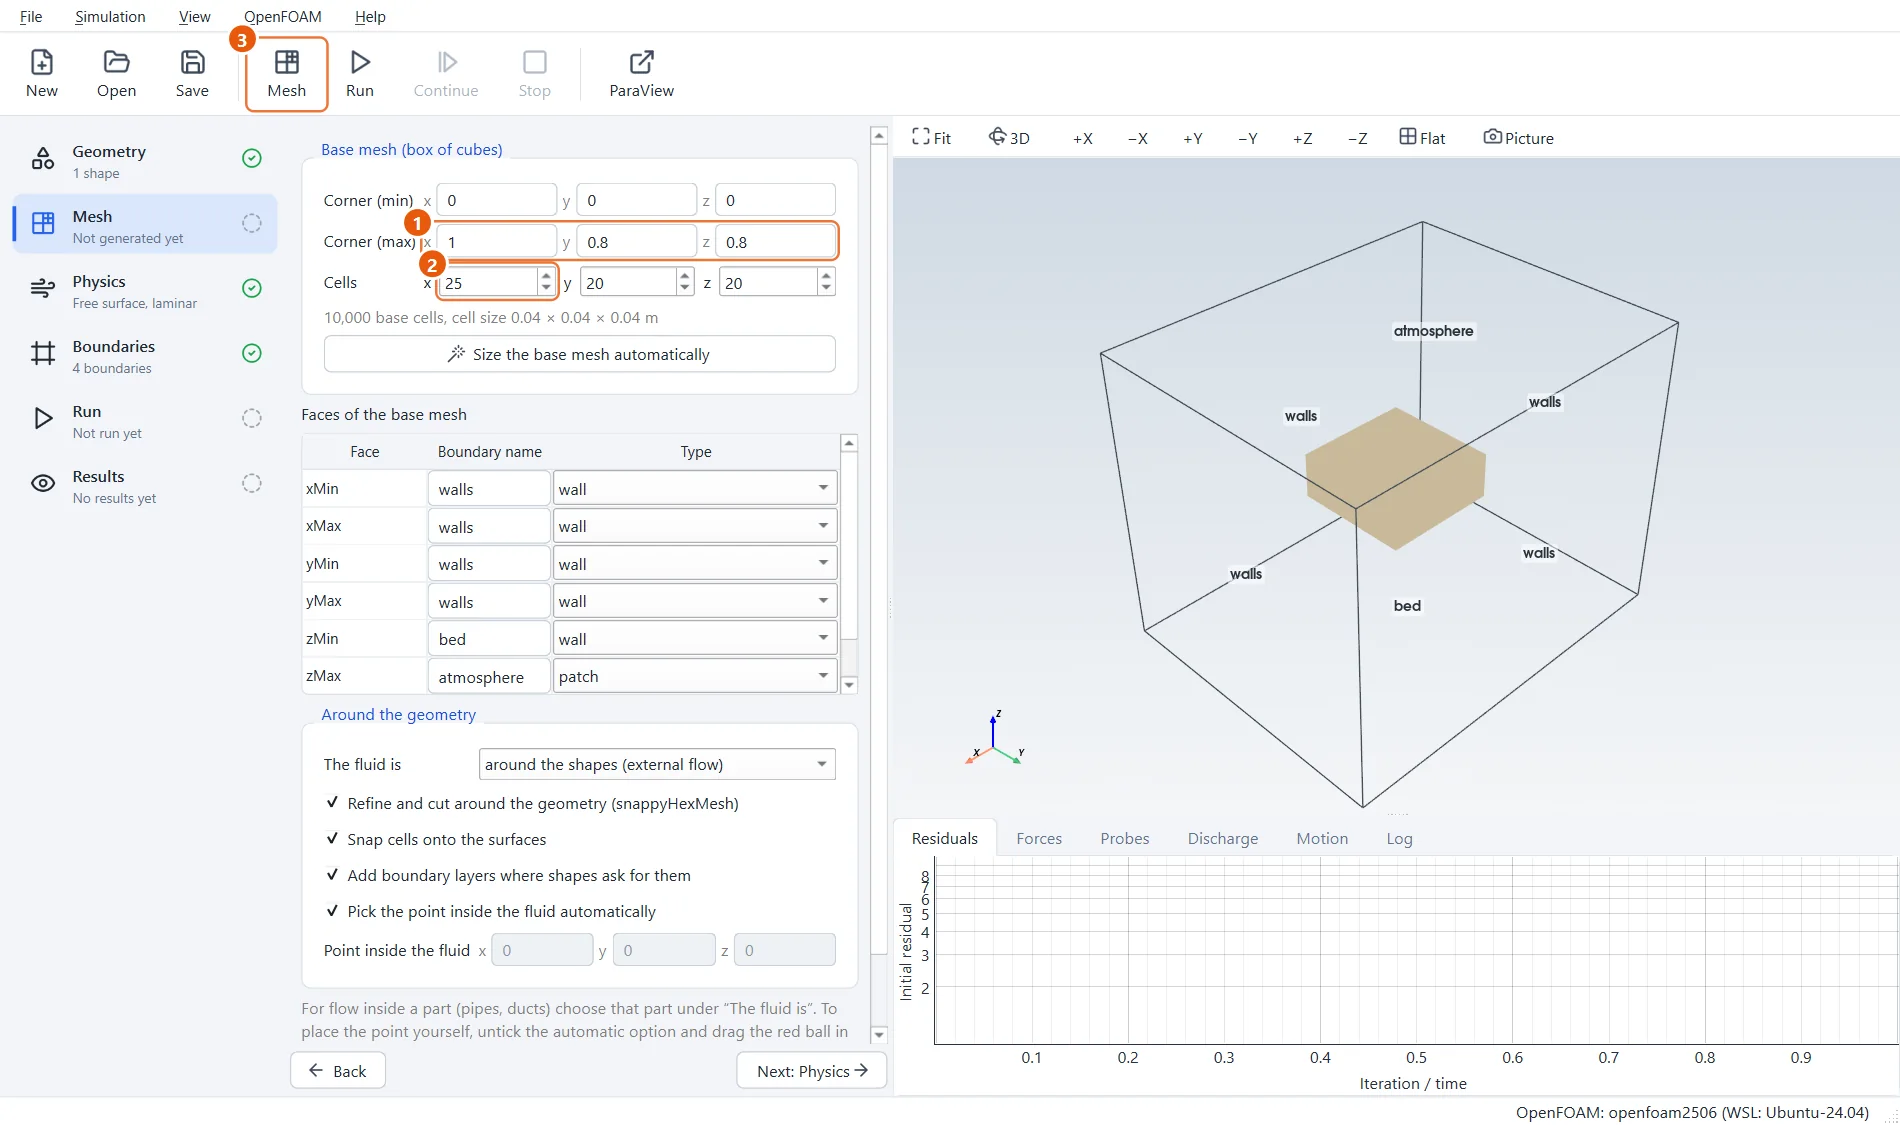 File Simulation View OpenFOAM Help
3
New Open Save Mesh Run Continue Stop ParaView
Geometry
1 shape
Mesh
Not generated yet
Physics
Free surface, laminar
Boundaries
4 boundaries
Run
Not run yet
Results
No results yet
Base mesh (box of cubes)
Corner (min) x 0 y 0 z 0
1
Corner (max) x 1 y 0.8 z 0.8
2
Cells x 25 y 20 z 20
10,000 base cells, cell size 0.04 × 0.04 × 0.04 m
Size the base mesh automatically
Faces of the base mesh
Face Boundary name Type
xMin walls wall
xMax walls wall
yMin walls wall
yMax walls wall
zMin bed wall
zMax atmosphere patch
Around the geometry
The fluid is around the shapes (external flow)
Refine and cut around the geometry (snappyHexMesh)
Snap cells onto the surfaces
Add boundary layers where shapes ask for them
Pick the point inside the fluid automatically
Point inside the fluid x 0 y 0 z 0
For flow inside a part (pipes, ducts) choose that part under “The fluid is”. To
place the point yourself, untick the automatic option and drag the red ball in
Back Next: Physics
Fit 3D +X −X +Y −Y +Z −Z Flat Picture
atmosphere
walls
walls
walls
walls
bed
Z
X Y
Residuals Forces Probes Discharge Motion Log
8
7
6
5
4
3
2
Initial residual
0.1 0.2 0.3 0.4 0.5 0.6 0.7 0.8 0.9
Iteration / time
OpenFOAM: openfoam2506 (WSL: Ubuntu-24.04)